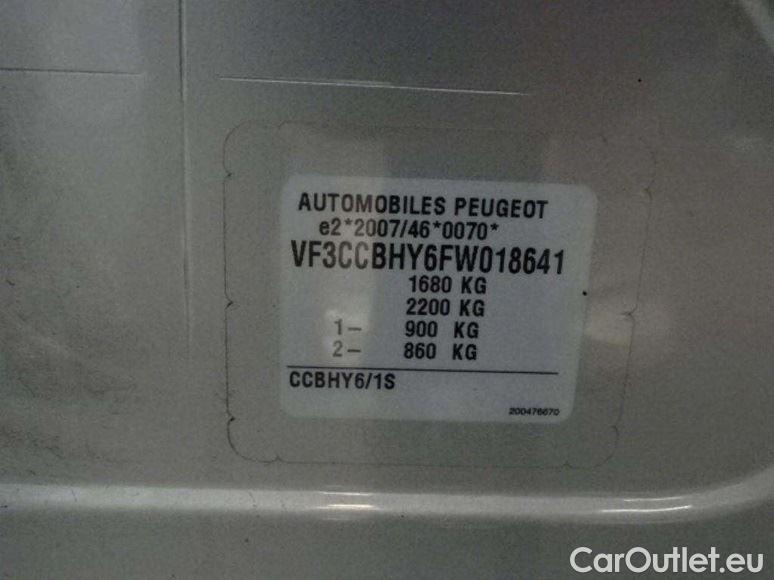 AUTOMOBILES PEUGEOT
e2*2007/46*0070*
VF3CCBHY6FW018641
1680 KG
2200 KG
1- 900 KG
2- 860 KG
CCBHY6/1S
200476670
CarOutlet.eu